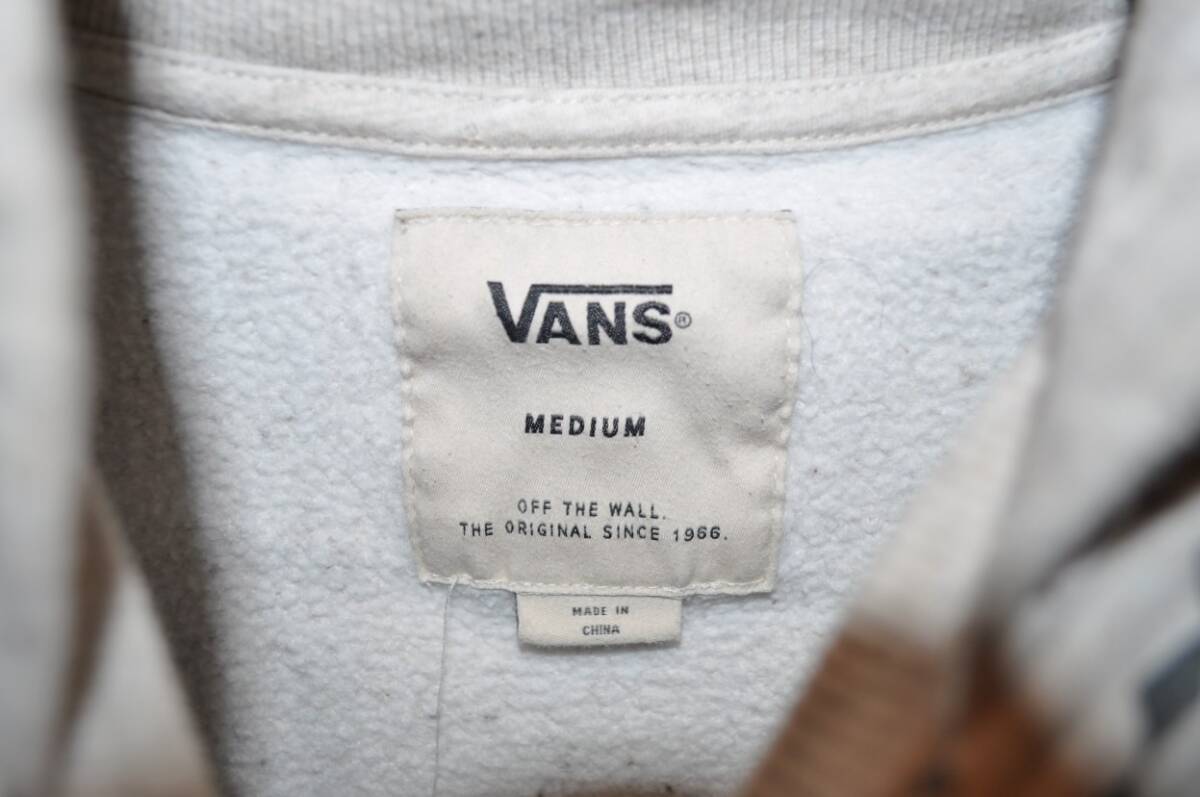 VANS®
MEDIUM
OFF THE WALL.
THE ORIGINAL SINCE 1966.
MADE IN
CHINA